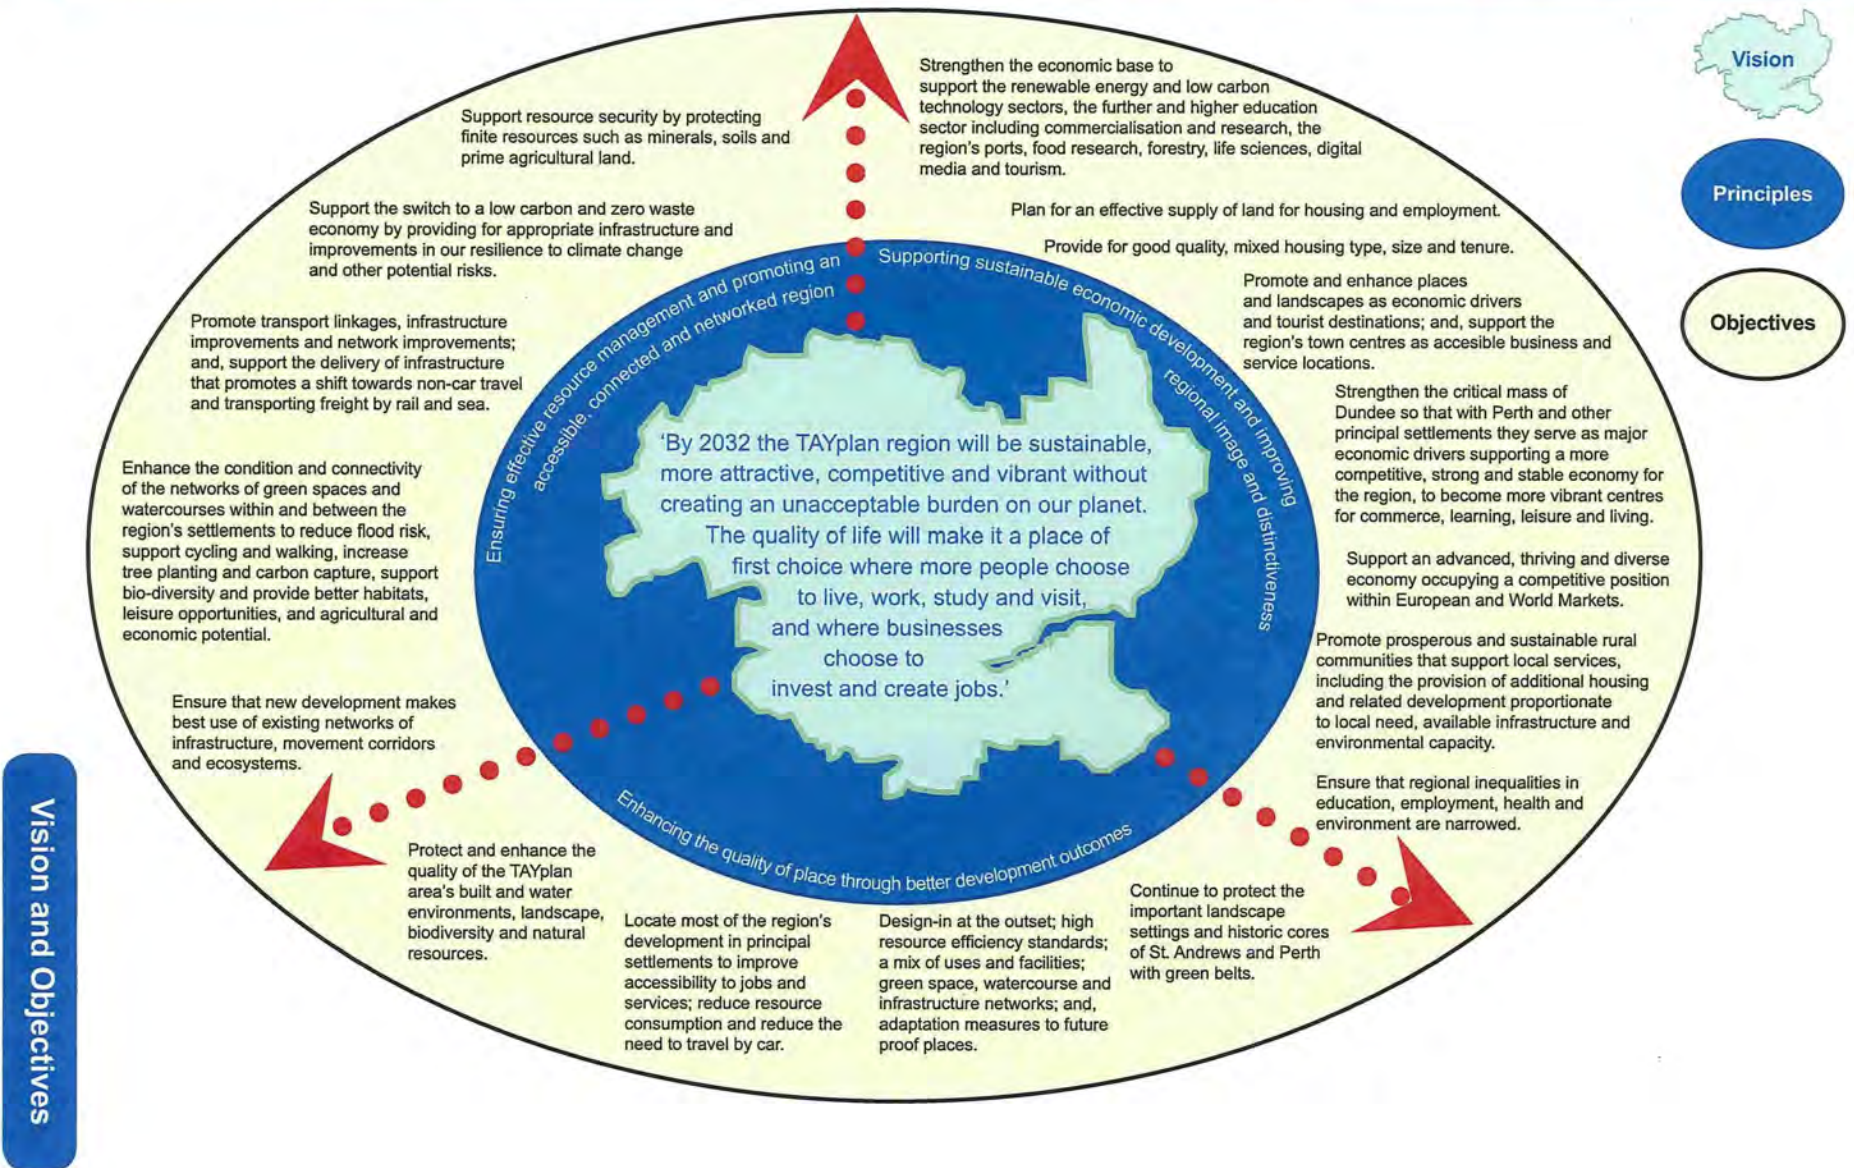 Vision and Objectives
Vision
Principles
Objectives
'By 2032 the TAYplan region will be sustainable,
more attractive, competitive and vibrant without
creating an unacceptable burden on our planet.
The quality of life will make it a place of
first choice where more people choose
to live, work, study and visit,
and where businesses
choose to
invest and create jobs.'
Ensuring effective resource management and promoting an
accessible, connected and networked region
Supporting sustainable economic development and improving
regional image and distinctiveness
Enhancing the quality of place through better development outcomes
Support resource security by protecting
finite resources such as minerals, soils and
prime agricultural land.
Support the switch to a low carbon and zero waste
economy by providing for appropriate infrastructure and
improvements in our resilience to climate change
and other potential risks.
Promote transport linkages, infrastructure
improvements and network improvements;
and, support the delivery of infrastructure
that promotes a shift towards non-car travel
and transporting freight by rail and sea.
Enhance the condition and connectivity
of the networks of green spaces and
watercourses within and between the
region's settlements to reduce flood risk,
support cycling and walking, increase
tree planting and carbon capture, support
bio-diversity and provide better habitats,
leisure opportunities, and agricultural and
economic potential.
Ensure that new development makes
best use of existing networks of
infrastructure, movement corridors
and ecosystems.
Strengthen the economic base to
support the renewable energy and low carbon
technology sectors, the further and higher education
sector including commercialisation and research, the
region's ports, food research, forestry, life sciences, digital
media and tourism.
Plan for an effective supply of land for housing and employment.
Provide for good quality, mixed housing type, size and tenure.
Promote and enhance places
and landscapes as economic drivers
and tourist destinations; and, support the
region's town centres as accesible business and
service locations.
Strengthen the critical mass of
Dundee so that with Perth and other
principal settlements they serve as major
economic drivers supporting a more
competitive, strong and stable economy for
the region, to become more vibrant centres
for commerce, learning, leisure and living.
Support an advanced, thriving and diverse
economy occupying a competitive position
within European and World Markets.
Promote prosperous and sustainable rural
communities that support local services,
including the provision of additional housing
and related development proportionate
to local need, available infrastructure and
environmental capacity.
Ensure that regional inequalities in
education, employment, health and
environment are narrowed.
Protect and enhance the
quality of the TAYplan
area's built and water
environments, landscape,
biodiversity and natural
resources.
Locate most of the region's
development in principal
settlements to improve
accessibility to jobs and
services; reduce resource
consumption and reduce the
need to travel by car.
Design-in at the outset; high
resource efficiency standards;
a mix of uses and facilities;
green space, watercourse and
infrastructure networks; and,
adaptation measures to future
proof places.
Continue to protect the
important landscape
settings and historic cores
of St. Andrews and Perth
with green belts.